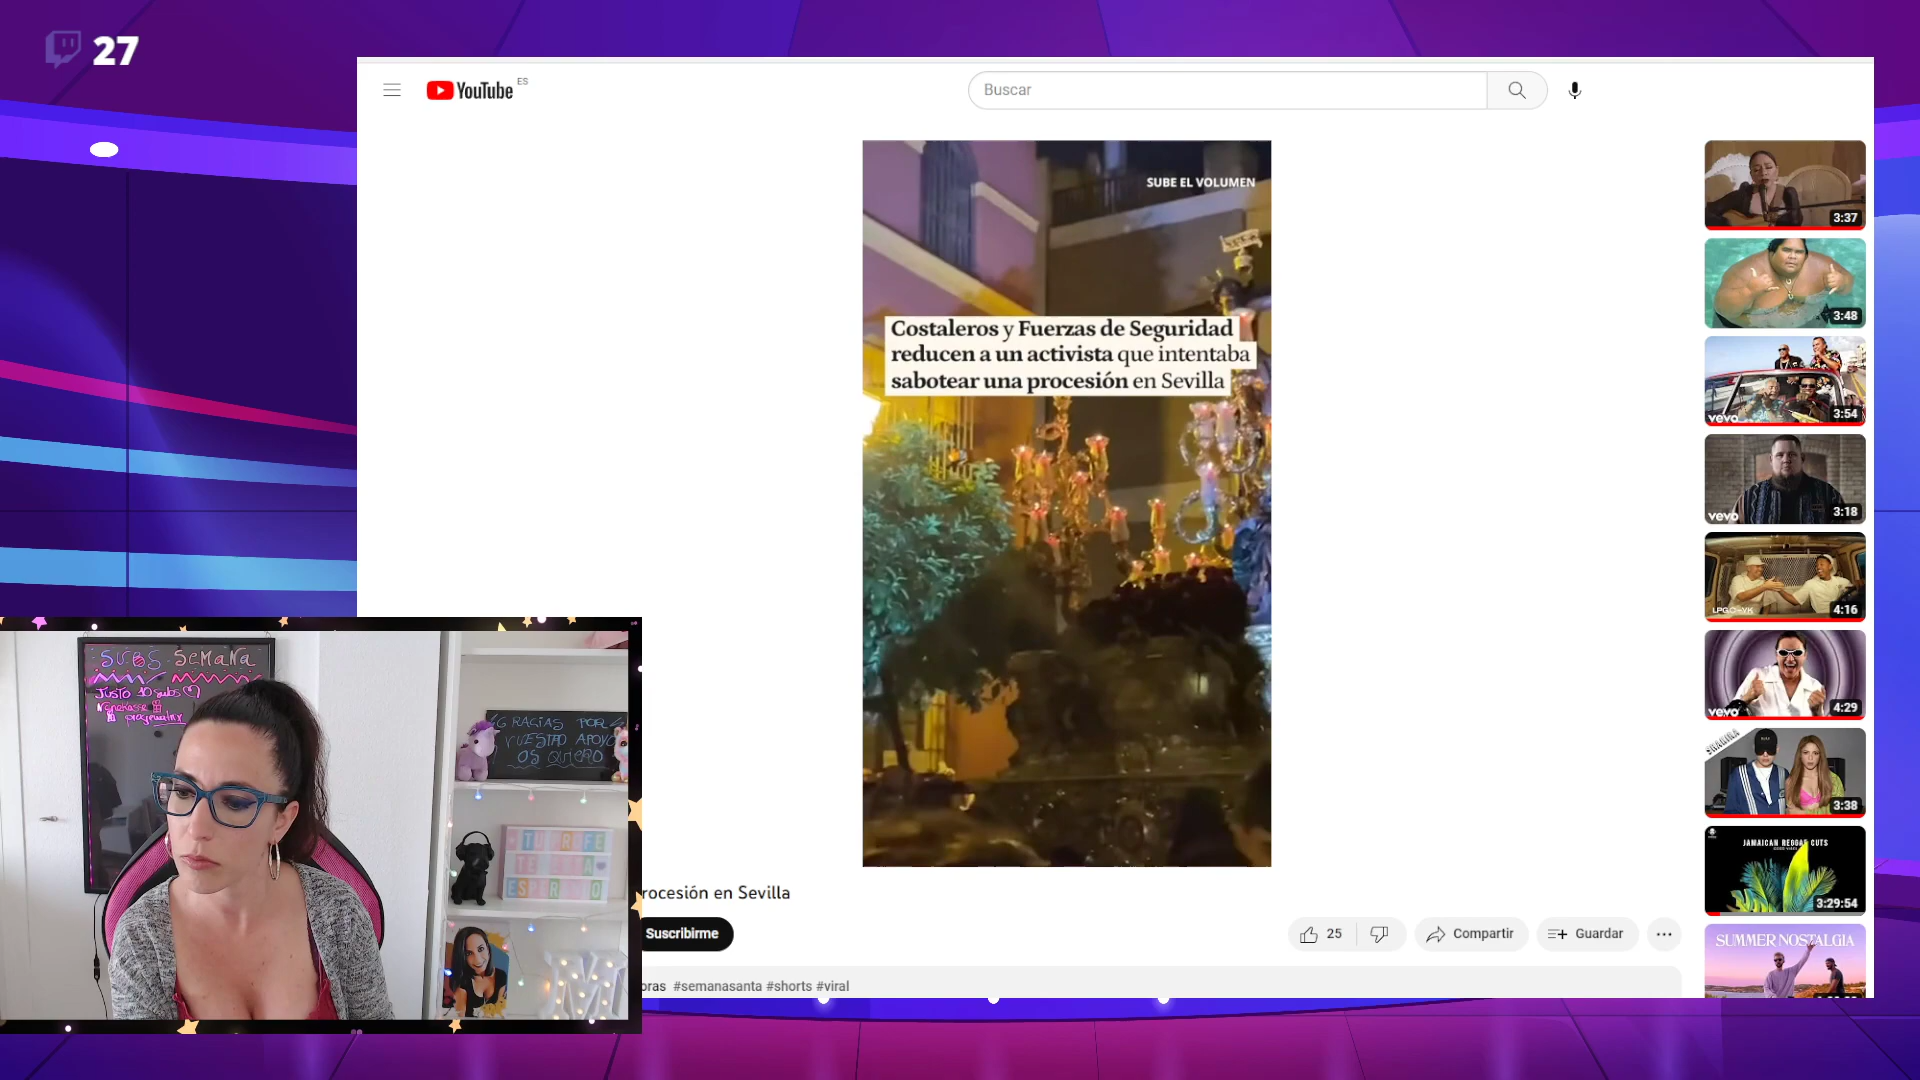 27
YouTube ES
Buscar
SUBE EL VOLUMEN
Costaleros y Fuerzas de Seguridad
reducen a un activista que intentaba
sabotear una procesión en Sevilla
rocesión en Sevilla
Suscribirme
25
Compartir
Guardar
oras #semanasanta #shorts #viral
3:37
3:48
vevo
3:54
vevo
3:18
4:16
vevo
4:29
SHAKIRA
3:38
JAMAICAN REGGAE CUTS
3:29:54
SUMMER NOSTALGIA
SUBS SEMANA
JUSTO 10 subs
GRACIAS POR
VUESTRO APOYO
OS QUIERO